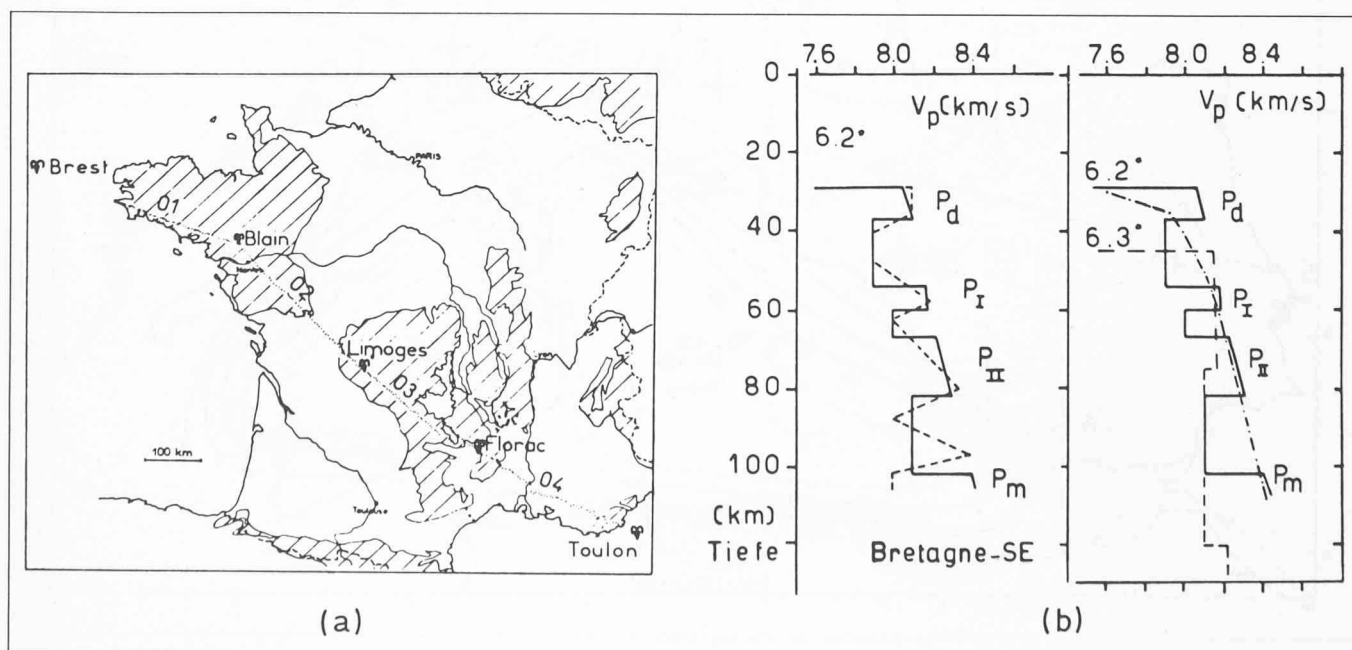 Brest
01
PARIS
Blain
Nantes
02
Limoges
03
Florac
100 km
04
Toulouse
Toulon
(a)
7.6 8.0 8.4
V_p (km/s)
6.2°
0
20
40
60
80
100
(km)
Tiefe
P_d
P_I
P_II
P_m
Bretagne-SE
7.6 8.0 8.4
V_p (km/s)
6.2°
6.3°
P_d
P_I
P_II
P_m
(b)